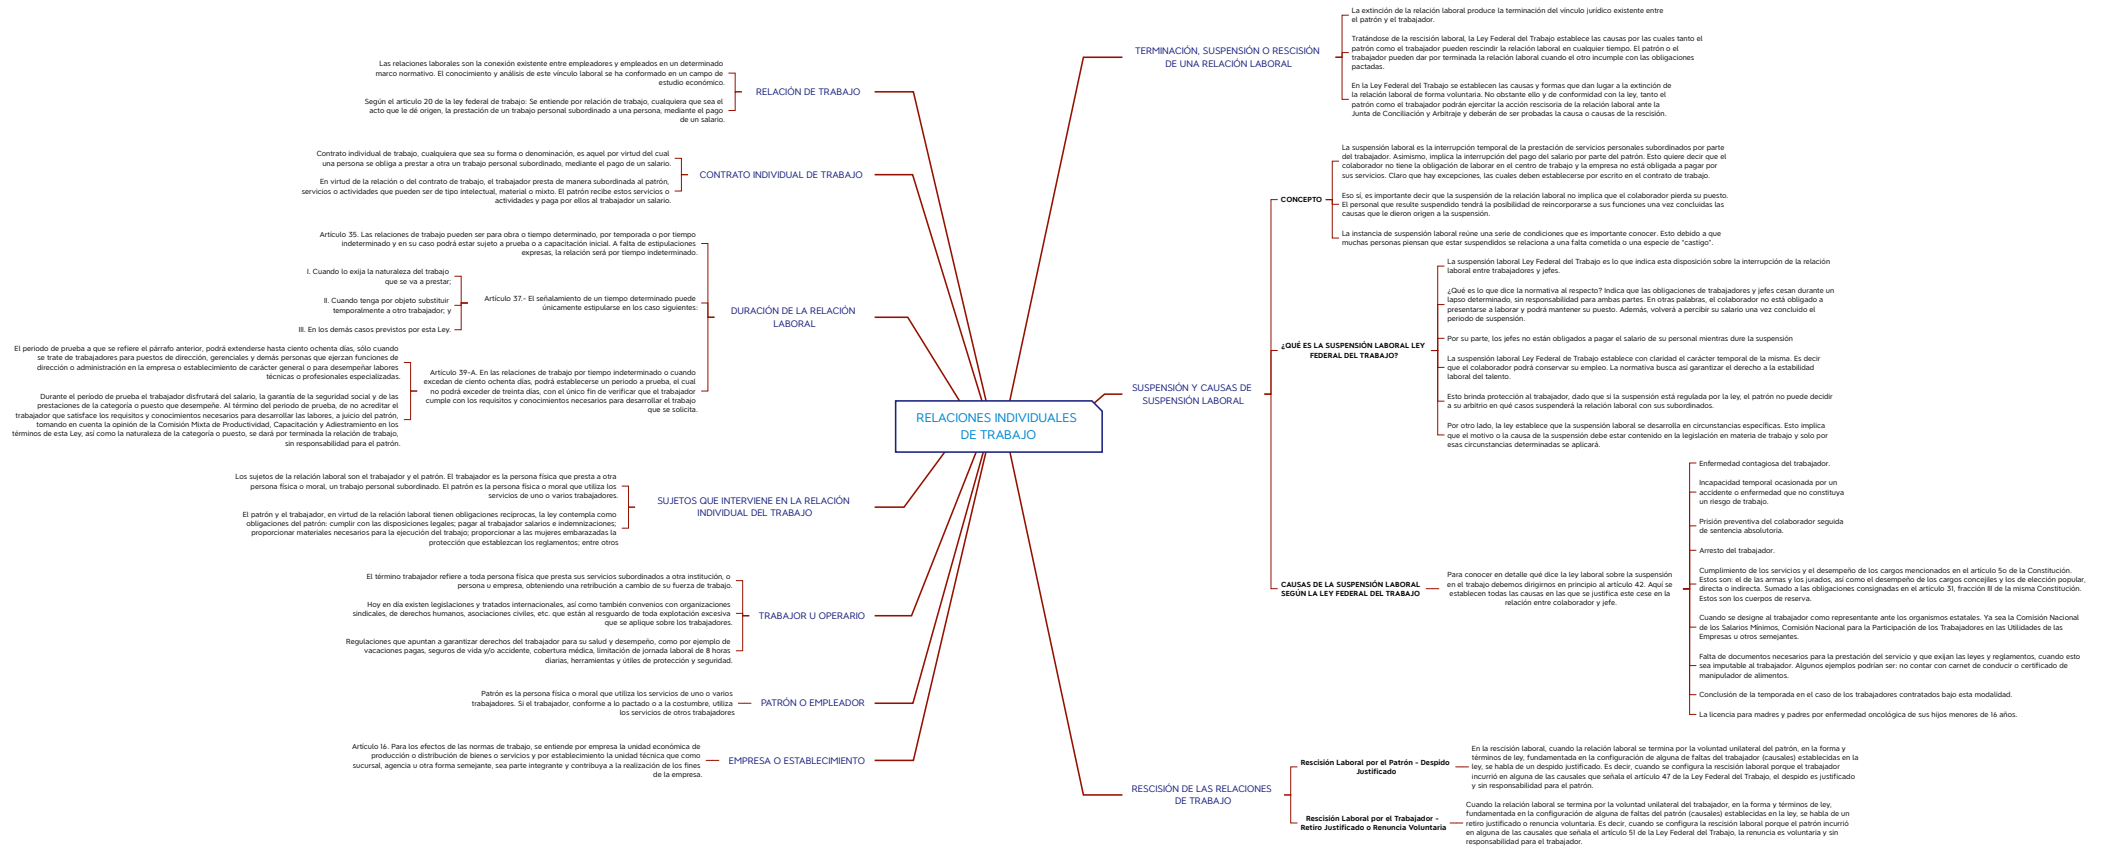 RELACIONES INDIVIDUALES
DE TRABAJO
RELACIÓN DE TRABAJO
Las relaciones laborales son la conexión existente entre empleadores y empleados en un determinado
marco normativo. El conocimiento y análisis de este vínculo laboral se ha conformado en un campo de
estudio económico.
Según el artículo 20 de la ley federal de trabajo: Se entiende por relación de trabajo, cualquiera que sea el
acto que le dé origen, la prestación de un trabajo personal subordinado a una persona, mediante el pago
de un salario.
CONTRATO INDIVIDUAL DE TRABAJO
Contrato individual de trabajo, cualquiera que sea su forma o denominación, es aquel por virtud del cual
una persona se obliga a prestar a otra un trabajo personal subordinado, mediante el pago de un salario.
En virtud de la relación o del contrato de trabajo, el trabajador presta de manera subordinada al patrón,
servicios o actividades que pueden ser de tipo intelectual, material o mixto. El patrón recibe estos servicios o
actividades y paga por ellos al trabajador un salario.
DURACIÓN DE LA RELACIÓN
LABORAL
Artículo 35. Las relaciones de trabajo pueden ser para obra o tiempo determinado, por temporada o por tiempo
indeterminado y en su caso podrá estar sujeto a prueba o a capacitación inicial. A falta de estipulaciones
expresas, la relación será por tiempo indeterminado.
Artículo 37.- El señalamiento de un tiempo determinado puede
únicamente estipularse en los caso siguientes:
I. Cuando lo exija la naturaleza del trabajo
que se va a prestar;
II. Cuando tenga por objeto substituir
temporalmente a otro trabajador; y
III. En los demás casos previstos por esta Ley.
Artículo 39-A. En las relaciones de trabajo por tiempo indeterminado o cuando
excedan de ciento ochenta días, podrá establecerse un periodo a prueba, el cual
no podrá exceder de treinta días, con el único fin de verificar que el trabajador
cumple con los requisitos y conocimientos necesarios para desarrollar el trabajo
que se solicita.
El periodo de prueba a que se refiere el párrafo anterior, podrá extenderse hasta ciento ochenta días, sólo cuando
se trate de trabajadores para puestos de dirección, gerenciales y demás personas que ejerzan funciones de
dirección o administración en la empresa o establecimiento de carácter general o para desempeñar labores
técnicas o profesionales especializadas.
Durante el período de prueba el trabajador disfrutará del salario, la garantía de la seguridad social y de las
prestaciones de la categoría o puesto que desempeñe. Al término del periodo de prueba, de no acreditar el
trabajador que satisface los requisitos y conocimientos necesarios para desarrollar las labores, a juicio del patrón,
tomando en cuenta la opinión de la Comisión Mixta de Productividad, Capacitación y Adiestramiento en los
términos de esta Ley, así como la naturaleza de la categoría o puesto, se dará por terminada la relación de trabajo,
sin responsabilidad para el patrón.
SUJETOS QUE INTERVIENE EN LA RELACIÓN
INDIVIDUAL DEL TRABAJO
Los sujetos de la relación laboral son el trabajador y el patrón. El trabajador es la persona física que presta a otra
persona física o moral, un trabajo personal subordinado. El patrón es la persona física o moral que utiliza los
servicios de uno o varios trabajadores.
El patrón y el trabajador, en virtud de la relación laboral tienen obligaciones recíprocas, la ley contempla como
obligaciones del patrón: cumplir con las disposiciones legales; pagar al trabajador salarios e indemnizaciones;
proporcionar materiales necesarios para la ejecución del trabajo; proporcionar a las mujeres embarazadas la
protección que establezcan los reglamentos; entre otros
TRABAJOR U OPERARIO
El término trabajador refiere a toda persona física que presta sus servicios subordinados a otra institución, o
persona u empresa, obteniendo una retribución a cambio de su fuerza de trabajo.
Hoy en día existen legislaciones y tratados internacionales, así como también convenios con organizaciones
sindicales, de derechos humanos, asociaciones civiles, etc. que están al resguardo de toda explotación excesiva
que se aplique sobre los trabajadores.
Regulaciones que apuntan a garantizar derechos del trabajador para su salud y desempeño, como por ejemplo de
vacaciones pagas, seguros de vida y/o accidente, cobertura médica, limitación de jornada laboral de 8 horas
diarias, herramientas y útiles de protección y seguridad.
PATRÓN O EMPLEADOR
Patrón es la persona física o moral que utiliza los servicios de uno o varios
trabajadores. Si el trabajador, conforme a lo pactado o a la costumbre, utiliza
los servicios de otros trabajadores
EMPRESA O ESTABLECIMIENTO
Artículo 16. Para los efectos de las normas de trabajo, se entiende por empresa la unidad económica de
producción o distribución de bienes o servicios y por establecimiento la unidad técnica que como
sucursal, agencia u otra forma semejante, sea parte integrante y contribuya a la realización de los fines
de la empresa.
TERMINACIÓN, SUSPENSIÓN O RESCISIÓN
DE UNA RELACIÓN LABORAL
La extinción de la relación laboral produce la terminación del vínculo jurídico existente entre
el patrón y el trabajador.
Tratándose de la rescisión laboral, la Ley Federal del Trabajo establece las causas por las cuales tanto el
patrón como el trabajador pueden rescindir la relación laboral en cualquier tiempo. El patrón o el
trabajador pueden dar por terminada la relación laboral cuando el otro incumple con las obligaciones
pactadas.
En la Ley Federal del Trabajo se establecen las causas y formas que dan lugar a la extinción de
la relación laboral de forma voluntaria. No obstante ello y de conformidad con la ley, tanto el
patrón como el trabajador podrán ejercitar la acción rescisoria de la relación laboral ante la
Junta de Conciliación y Arbitraje y deberán de ser probadas la causa o causas de la rescisión.
SUSPENSIÓN Y CAUSAS DE
SUSPENSIÓN LABORAL
CONCEPTO
La suspensión laboral es la interrupción temporal de la prestación de servicios personales subordinados por parte
del trabajador. Asimismo, implica la interrupción del pago del salario por parte del patrón. Esto quiere decir que el
colaborador no tiene la obligación de laborar en el centro de trabajo y la empresa no está obligada a pagar por
sus servicios. Claro que hay excepciones, las cuales deben establecerse por escrito en el contrato de trabajo.
Eso sí, es importante decir que la suspensión de la relación laboral no implica que el colaborador pierda su puesto.
El personal que resulte suspendido tendrá la posibilidad de reincorporarse a sus funciones una vez concluidas las
causas que le dieron origen a la suspensión.
La instancia de suspensión laboral reúne una serie de condiciones que es importante conocer. Esto debido a que
muchas personas piensan que estar suspendidos se relaciona a una falta cometida o una especie de "castigo".
¿QUÉ ES LA SUSPENSIÓN LABORAL LEY
FEDERAL DEL TRABAJO?
La suspensión laboral Ley Federal del Trabajo es lo que indica esta disposición sobre la interrupción de la relación
laboral entre trabajadores y jefes.
¿Qué es lo que dice la normativa al respecto? Indica que las obligaciones de trabajadores y jefes cesan durante un
lapso determinado, sin responsabilidad para ambas partes. En otras palabras, el colaborador no está obligado a
presentarse a laborar y podrá mantener su puesto. Además, volverá a percibir su salario una vez concluido el
periodo de suspensión.
Por su parte, los jefes no están obligados a pagar el salario de su personal mientras dure la suspensión
La suspensión laboral Ley Federal de Trabajo establece con claridad el carácter temporal de la misma. Es decir
que el colaborador podrá conservar su empleo. La normativa busca así garantizar el derecho a la estabilidad
laboral del talento.
Esto brinda protección al trabajador, dado que si la suspensión está regulada por la ley, el patrón no puede decidir
a su arbitrio en qué casos suspenderá la relación con sus subordinados.
Por otro lado, la ley establece que la suspensión laboral se desarrolla en circunstancias específicas. Esto implica
que el motivo o la causa de la suspensión debe estar contenido en la legislación en materia de trabajo y solo por
esas circunstancias determinadas se aplicará.
CAUSAS DE LA SUSPENSIÓN LABORAL
SEGÚN LA LEY FEDERAL DEL TRABAJO
Para conocer en detalle qué dice la ley laboral sobre la suspensión
en el trabajo debemos dirigirnos en principio al artículo 42. Aquí se
establecen todas la causas en las que se justifica este cese en la
relación entre colaborador y jefe.
Enfermedad contagiosa del trabajador.
Incapacidad temporal ocasionada por un
accidente o enfermedad que no constituya
un riesgo de trabajo.
Prisión preventiva del colaborador seguida
de sentencia absolutoria.
Arresto del trabajador.
Cumplimiento de los servicios y el desempeño de los cargos mencionados en el artículo 5o de la Constitución.
Estos son: el de las armas y los jurados, así como el desempeño de los cargos concejiles y los de elección popular,
directa o indirecta. Sumado a las obligaciones consignadas en el artículo 31, fracción III de la misma Constitución.
Estos son los cuerpos de reserva.
Cuando se designe al trabajador como representante ante los organismos estatales. Ya sea la Comisión Nacional
de los Salarios Mínimos, Comisión Nacional para la Participación de los Trabajadores en las Utilidades de las
Empresas u otros semejantes.
Falta de documentos necesarios para la prestación del servicio y que exijan las leyes y reglamentos, cuando esto
sea imputable al trabajador. Algunos ejemplos podrían ser: no contar con carnet de conducir o certificado de
manipulador de alimentos.
Conclusión de la temporada en el caso de los trabajadores contratados bajo esta modalidad.
La licencia para madres y padres por enfermedad oncológica de sus hijos menores de 16 años.
RESCISIÓN DE LAS RELACIONES
DE TRABAJO
Rescisión Laboral por el Patrón - Despido
Justificado
En la rescisión laboral, cuando la relación laboral se termina por la voluntad unilateral del patrón, en la forma y
términos de ley, fundamentada en la configuración de alguna de faltas del trabajador (causales) establecidas en la
ley, se habla de un despido justificado. Es decir, cuando se configura la rescisión laboral porque el trabajador
incurrió en alguna de las causales que señala el artículo 47 de la Ley Federal del Trabajo, el despido es justificado
y sin responsabilidad para el patrón.
Rescisión Laboral por el Trabajador -
Retiro Justificado o Renuncia Voluntaria
Cuando la relación laboral se termina por la voluntad unilateral del trabajador, en la forma y términos de ley,
fundamentada en la configuración de alguna de faltas del patrón (causales) establecidas en la ley, se habla de un
retiro justificado o renuncia voluntaria. Es decir, cuando se configura la rescisión laboral porque el patrón incurrió
en alguna de las causales que señala el artículo 51 de la Ley Federal del Trabajo, la renuncia es voluntaria y sin
responsabilidad para el trabajador.